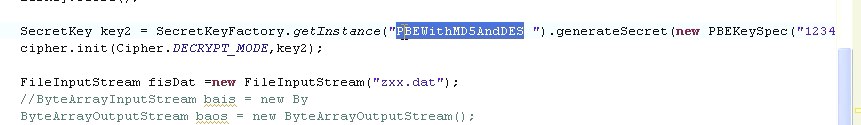 SecretKey key2 = SecretKeyFactory.getInstance("PBEWithMD5AndDES ").generateSecret(new PBEKeySpec("1234
cipher.init(Cipher.DECRYPT_MODE,key2);
FileInputStream fisDat =new FileInputStream("zxx.dat");
//ByteArrayInputStream bais = new By
ByteArrayOutputStream baos = new ByteArrayOutputStream();